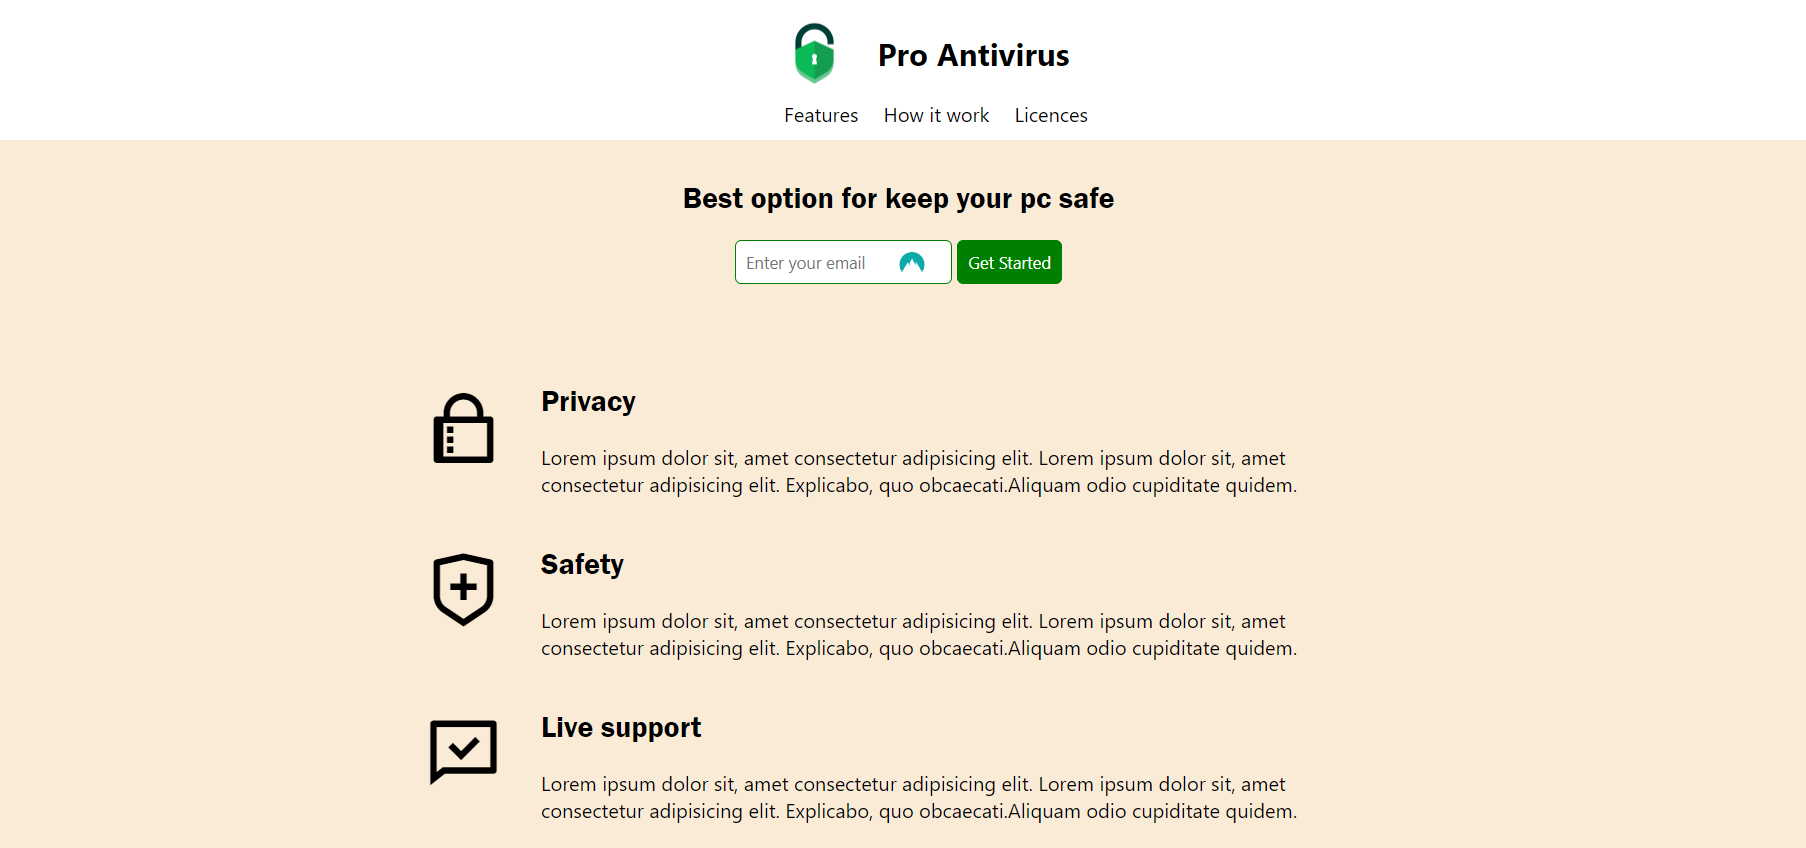 Pro Antivirus
Features How it work Licences
Best option for keep your pc safe
Enter your email Get Started
Privacy
Lorem ipsum dolor sit, amet consectetur adipisicing elit. Lorem ipsum dolor sit, amet
consectetur adipisicing elit. Explicabo, quo obcaecati.Aliquam odio cupiditate quidem.
Safety
Lorem ipsum dolor sit, amet consectetur adipisicing elit. Lorem ipsum dolor sit, amet
consectetur adipisicing elit. Explicabo, quo obcaecati.Aliquam odio cupiditate quidem.
Live support
Lorem ipsum dolor sit, amet consectetur adipisicing elit. Lorem ipsum dolor sit, amet
consectetur adipisicing elit. Explicabo, quo obcaecati.Aliquam odio cupiditate quidem.